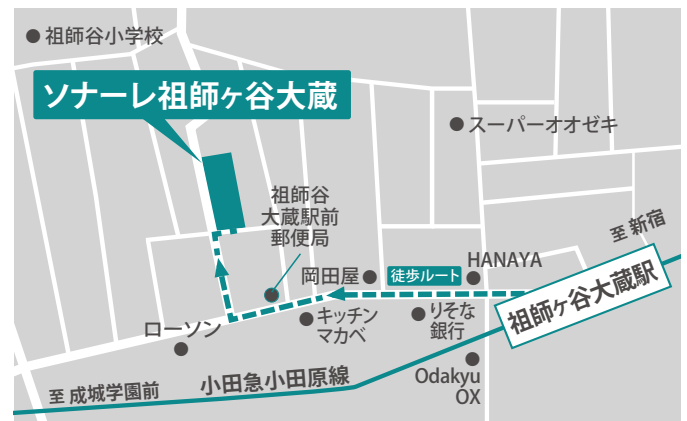 祖師谷小学校
ソナーレ祖師ヶ谷大蔵
スーパーオオゼキ
祖師谷
大蔵駅前
郵便局
至 新宿
HANAYA
岡田屋
徒歩ルート
祖師ヶ谷大蔵駅
キッチン
マカベ
りそな
銀行
ローソン
Odakyu
OX
小田急小田原線
至 成城学園前